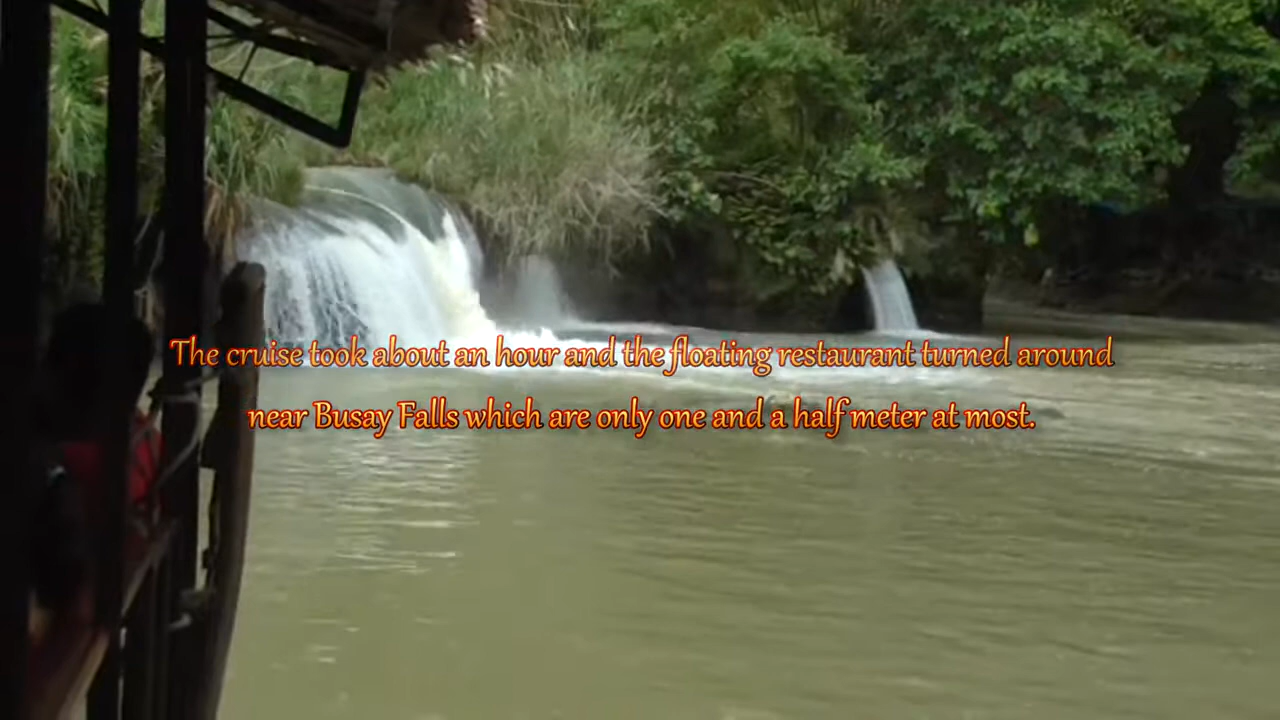 The cruise took about an hour and the floating restaurant turned around
near Busay Falls which are only one and a half meter at most.